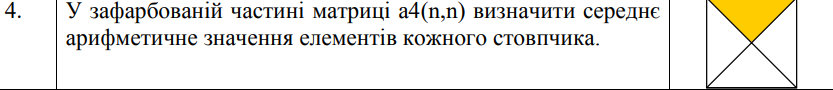 4.
У зафарбованій частині матриці a4(n,n) визначити середнє
арифметичне значення елементів кожного стовпчика.